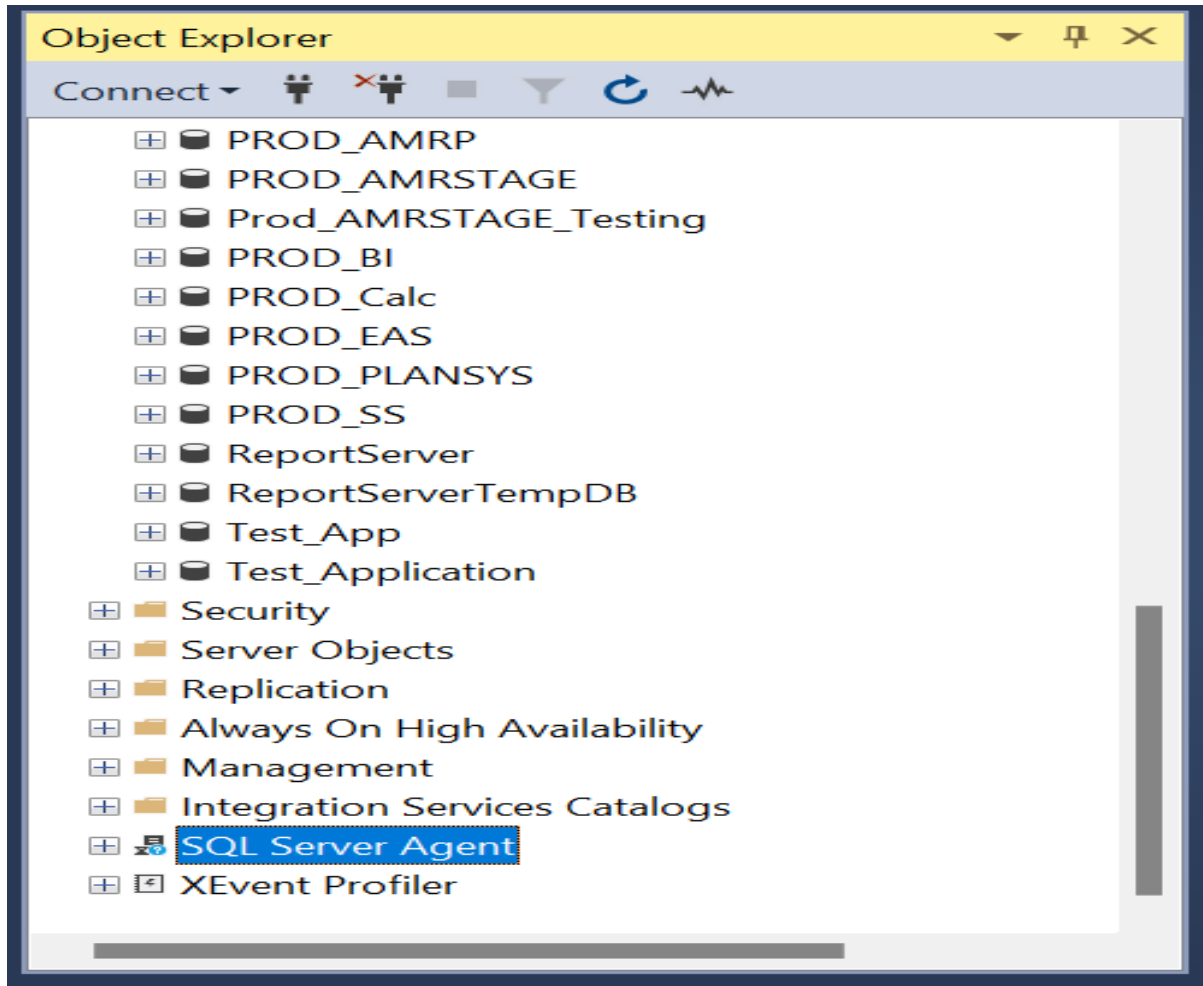 Object Explorer
Connect
PROD_AMRP
PROD_AMRSTAGE
Prod_AMRSTAGE_Testing
PROD_BI
PROD_Calc
PROD_EAS
PROD_PLANSYS
PROD_SS
ReportServer
ReportServerTempDB
Test_App
Test_Application
Security
Server Objects
Replication
Always On High Availability
Management
Integration Services Catalogs
SQL Server Agent
XEvent Profiler